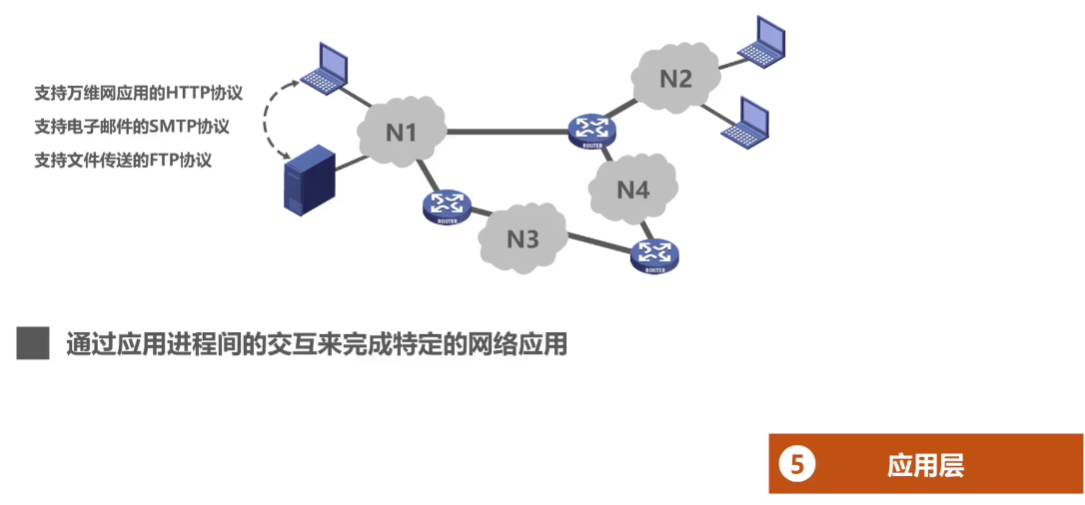 支持万维网应用的HTTP协议
支持电子邮件的SMTP协议
支持文件传送的FTP协议
N1
N2
ROUTER
N4
ROUTER
N3
ROUTER
通过应用进程间的交互来完成特定的网络应用
5 应用层